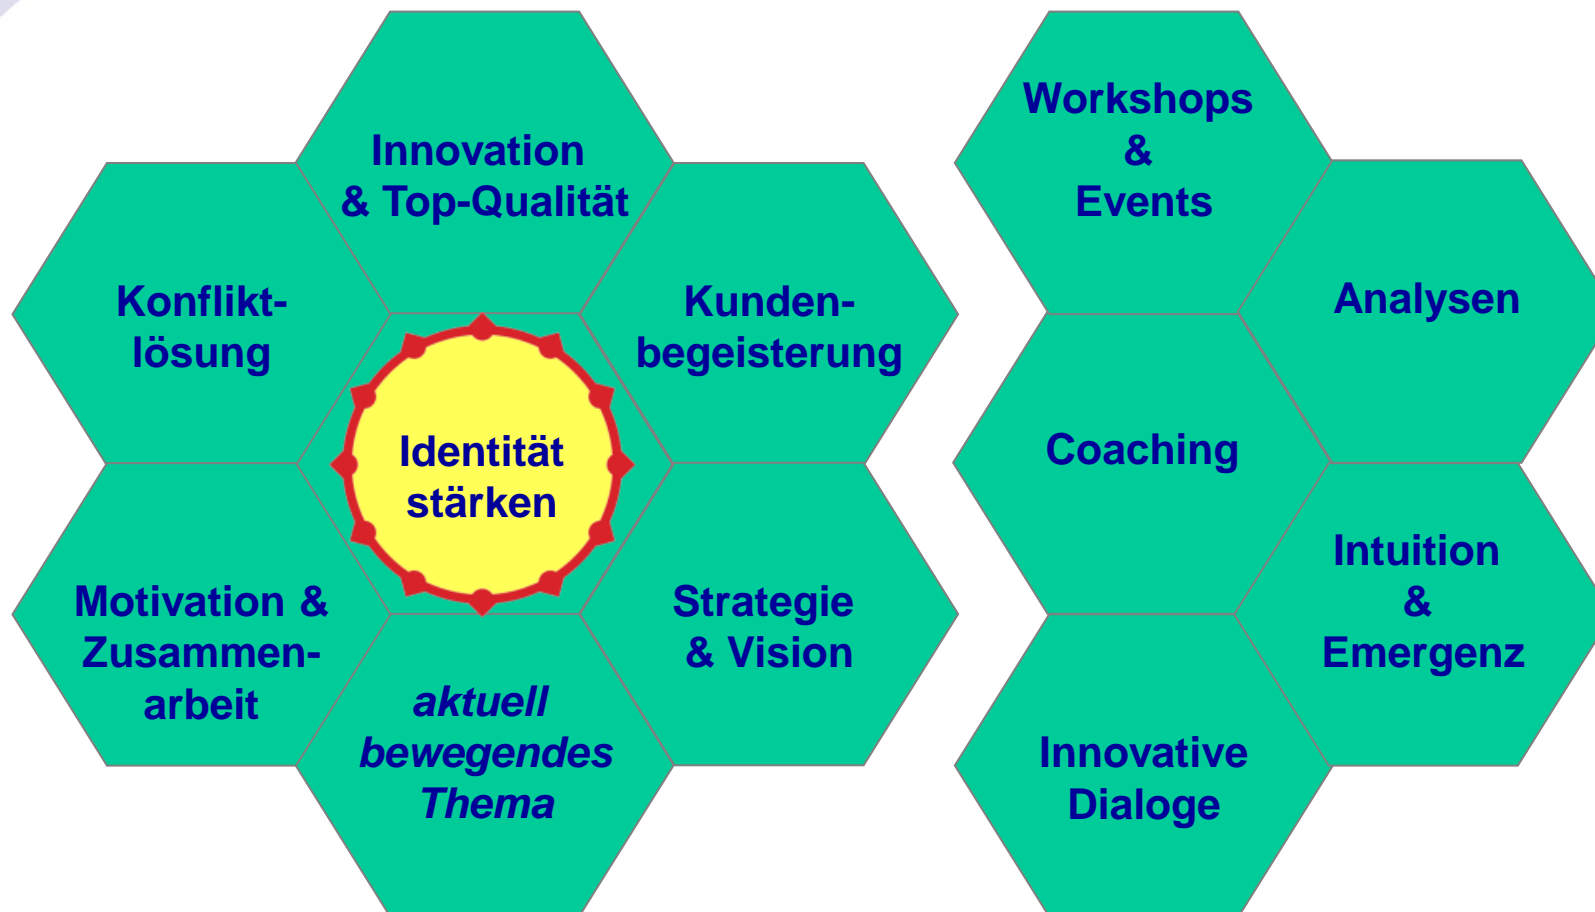 Innovation
& Top-Qualität
Konflikt-
lösung
Kunden-
begeisterung
Identität
stärken
Motivation &
Zusammen-
arbeit
Strategie
& Vision
aktuell
bewegendes
Thema
Workshops
&
Events
Analysen
Coaching
Intuition
&
Emergenz
Innovative
Dialoge